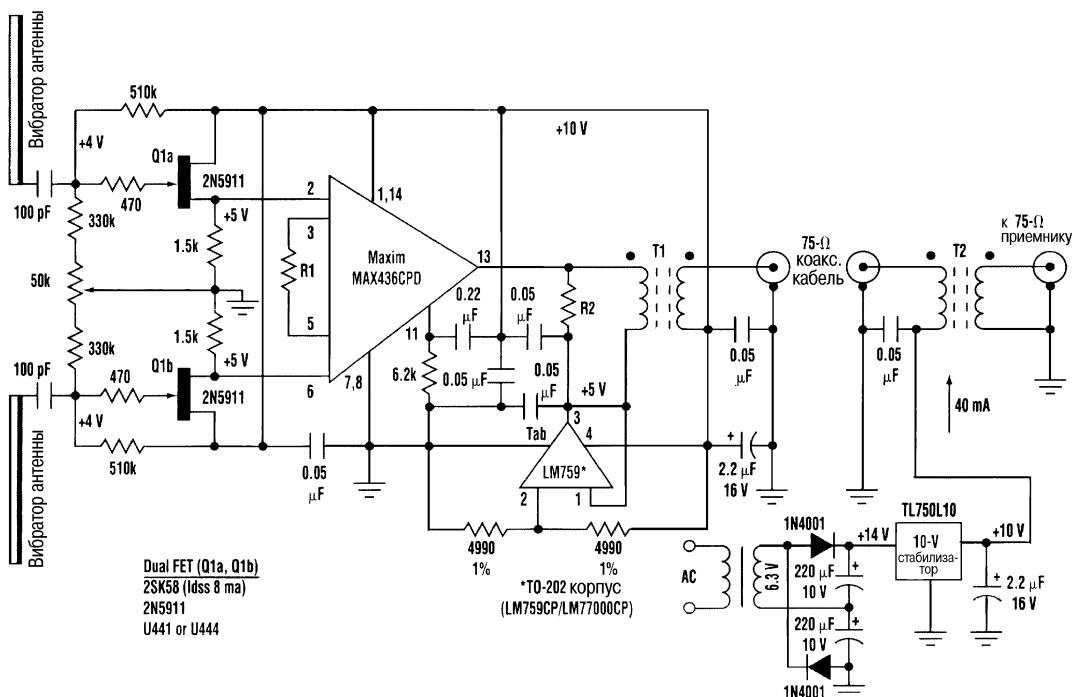 Вибратор антенны
510k
+4 V
Q1a
2N5911
100 pF
470
330k
+5 V
1.5k
50k
1.5k
330k
Q1b
+5 V
100 pF
470
2N5911
+4 V
510k
Вибратор антенны
0.05
μF
2
3
R1
5
6
1,14
Maxim
MAX436CPD
7,8
13
11
+10 V
0.22
μF
0.05
μF
R2
6.2k
0.05 μF
0.05
μF
+5 V
Tab
3
4
LM759*
2
1
4990
1%
4990
1%
*TO-202 корпус
(LM759CP/LM77000CP)
T1
0.05
μF
+
2.2 μF
16 V
75-Ω
коакс.
кабель
T2
к 75-Ω
приемнику
0.05
μF
40 mA
AC
6.3 V
1N4001
+14 V
220 μF
10 V
+
220 μF
10 V
+
1N4001
TL750L10
10-V
стабилиза-
тор
+10 V
+
2.2 μF
16 V
Dual FET (Q1a, Q1b)
2SK58 (Idss 8 ma)
2N5911
U441 or U444